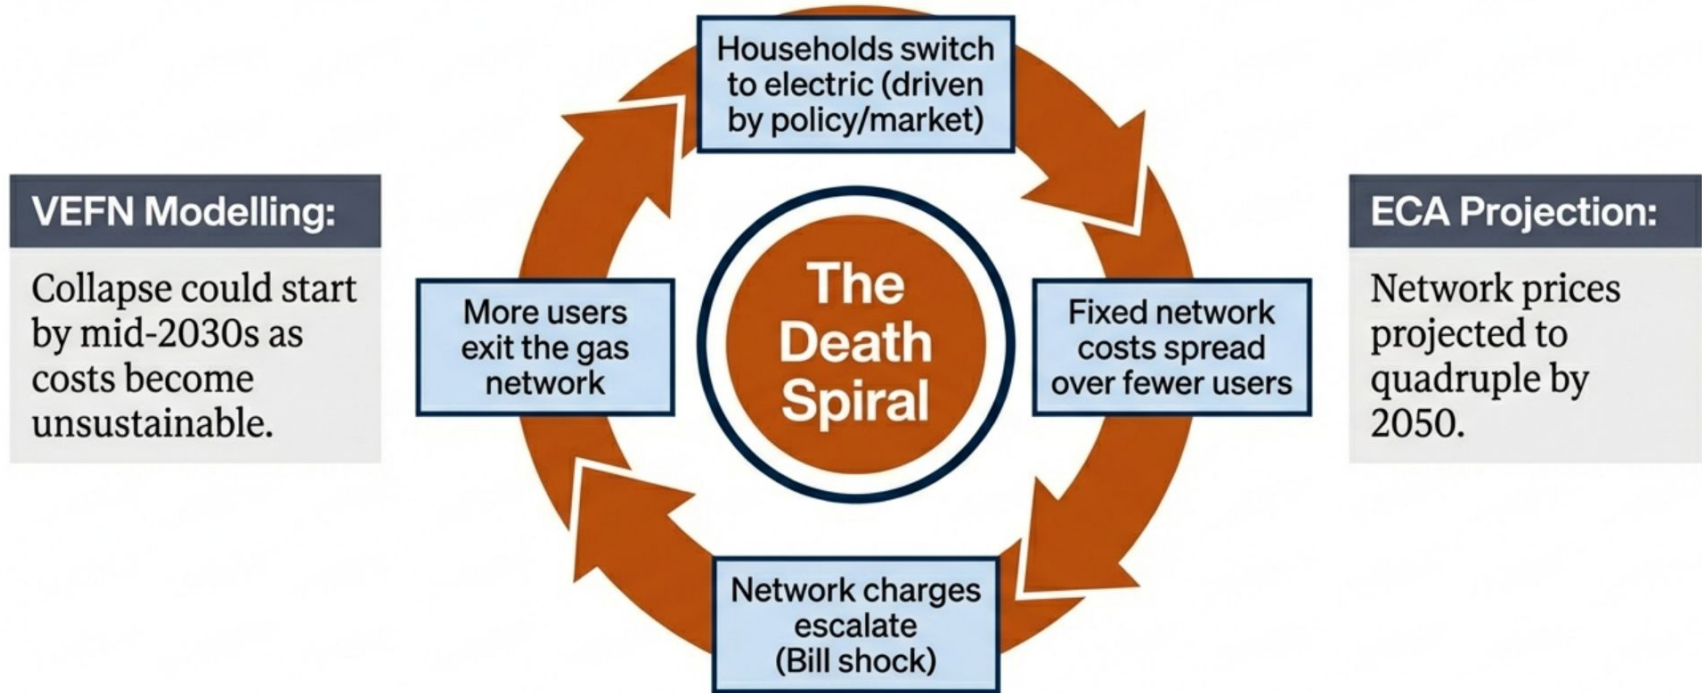 Households switch
to electric (driven
by policy/market)
VEFN Modelling:
Collapse could start
by mid-2030s as
costs become
unsustainable.
More users
exit the gas
network
The
Death
Spiral
Fixed network
costs spread
over fewer users
ECA Projection:
Network prices
projected to
quadruple by
2050.
Network charges
escalate
(Bill shock)